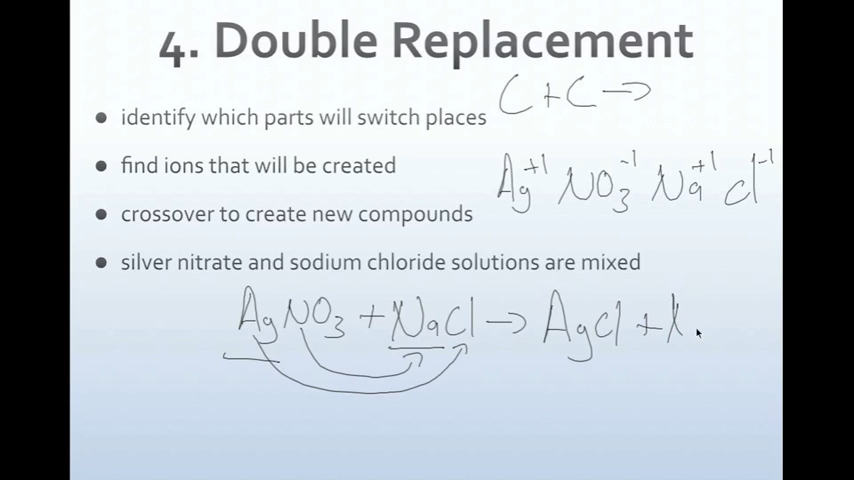 4. Double Replacement
C + C →
• identify which parts will switch places
• find ions that will be created
Ag⁺¹ NO₃⁻¹ Na⁺¹ Cl⁻¹
• crossover to create new compounds
• silver nitrate and sodium chloride solutions are mixed
AgNO₃ + NaCl → AgCl +